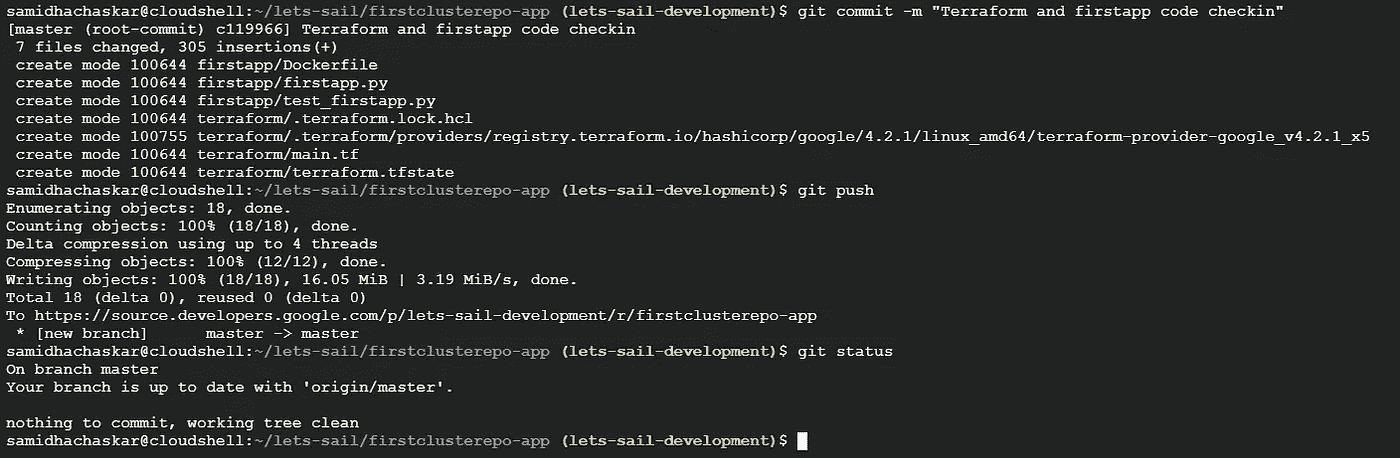 samidhachaskar@cloudshell:~/lets-sail/firstclusterepo-app (lets-sail-development)$ git commit -m "Terraform and firstapp code checkin"
[master (root-commit) c119966] Terraform and firstapp code checkin
 7 files changed, 305 insertions(+)
 create mode 100644 firstapp/Dockerfile
 create mode 100644 firstapp/firstapp.py
 create mode 100644 firstapp/test_firstapp.py
 create mode 100644 terraform/.terraform.lock.hcl
 create mode 100755 terraform/.terraform/providers/registry.terraform.io/hashicorp/google/4.2.1/linux_amd64/terraform-provider-google_v4.2.1_x5
 create mode 100644 terraform/main.tf
 create mode 100644 terraform/terraform.tfstate
samidhachaskar@cloudshell:~/lets-sail/firstclusterepo-app (lets-sail-development)$ git push
Enumerating objects: 18, done.
Counting objects: 100% (18/18), done.
Delta compression using up to 4 threads
Compressing objects: 100% (12/12), done.
Writing objects: 100% (18/18), 16.05 MiB | 3.19 MiB/s, done.
Total 18 (delta 0), reused 0 (delta 0)
To https://source.developers.google.com/p/lets-sail-development/r/firstclusterepo-app
 * [new branch]      master -> master
samidhachaskar@cloudshell:~/lets-sail/firstclusterepo-app (lets-sail-development)$ git status
On branch master
Your branch is up to date with 'origin/master'.

nothing to commit, working tree clean
samidhachaskar@cloudshell:~/lets-sail/firstclusterepo-app (lets-sail-development)$